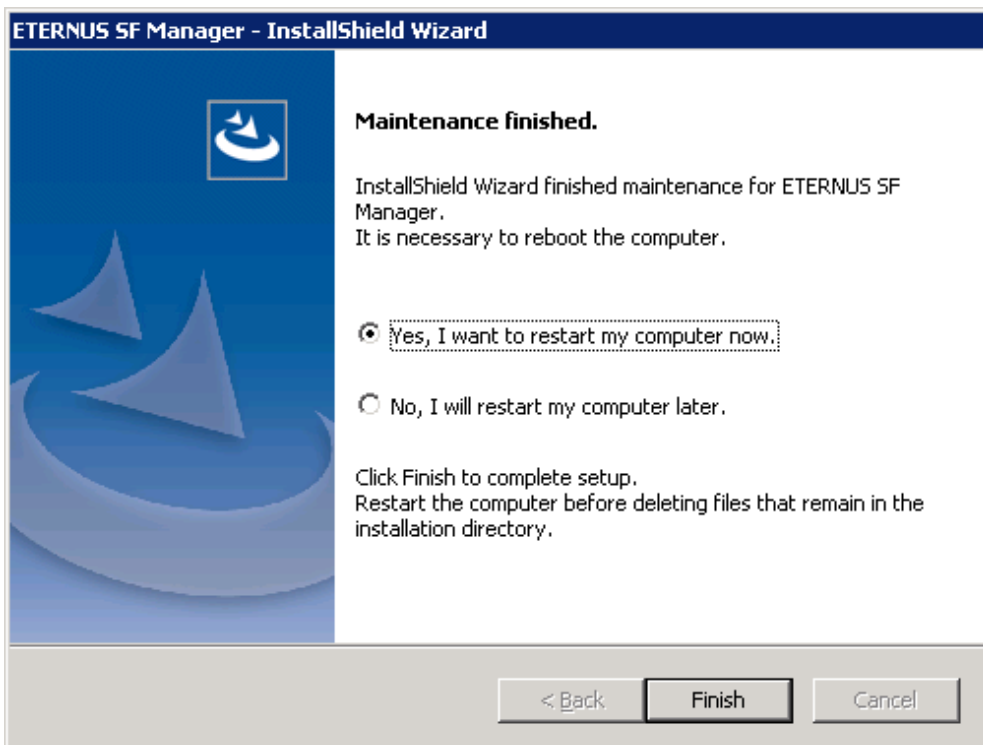 ETERNUS SF Manager - InstallShield Wizard
Maintenance finished.
InstallShield Wizard finished maintenance for ETERNUS SF
Manager.
It is necessary to reboot the computer.
Yes, I want to restart my computer now.
No, I will restart my computer later.
Click Finish to complete setup.
Restart the computer before deleting files that remain in the
installation directory.
< Back Finish Cancel